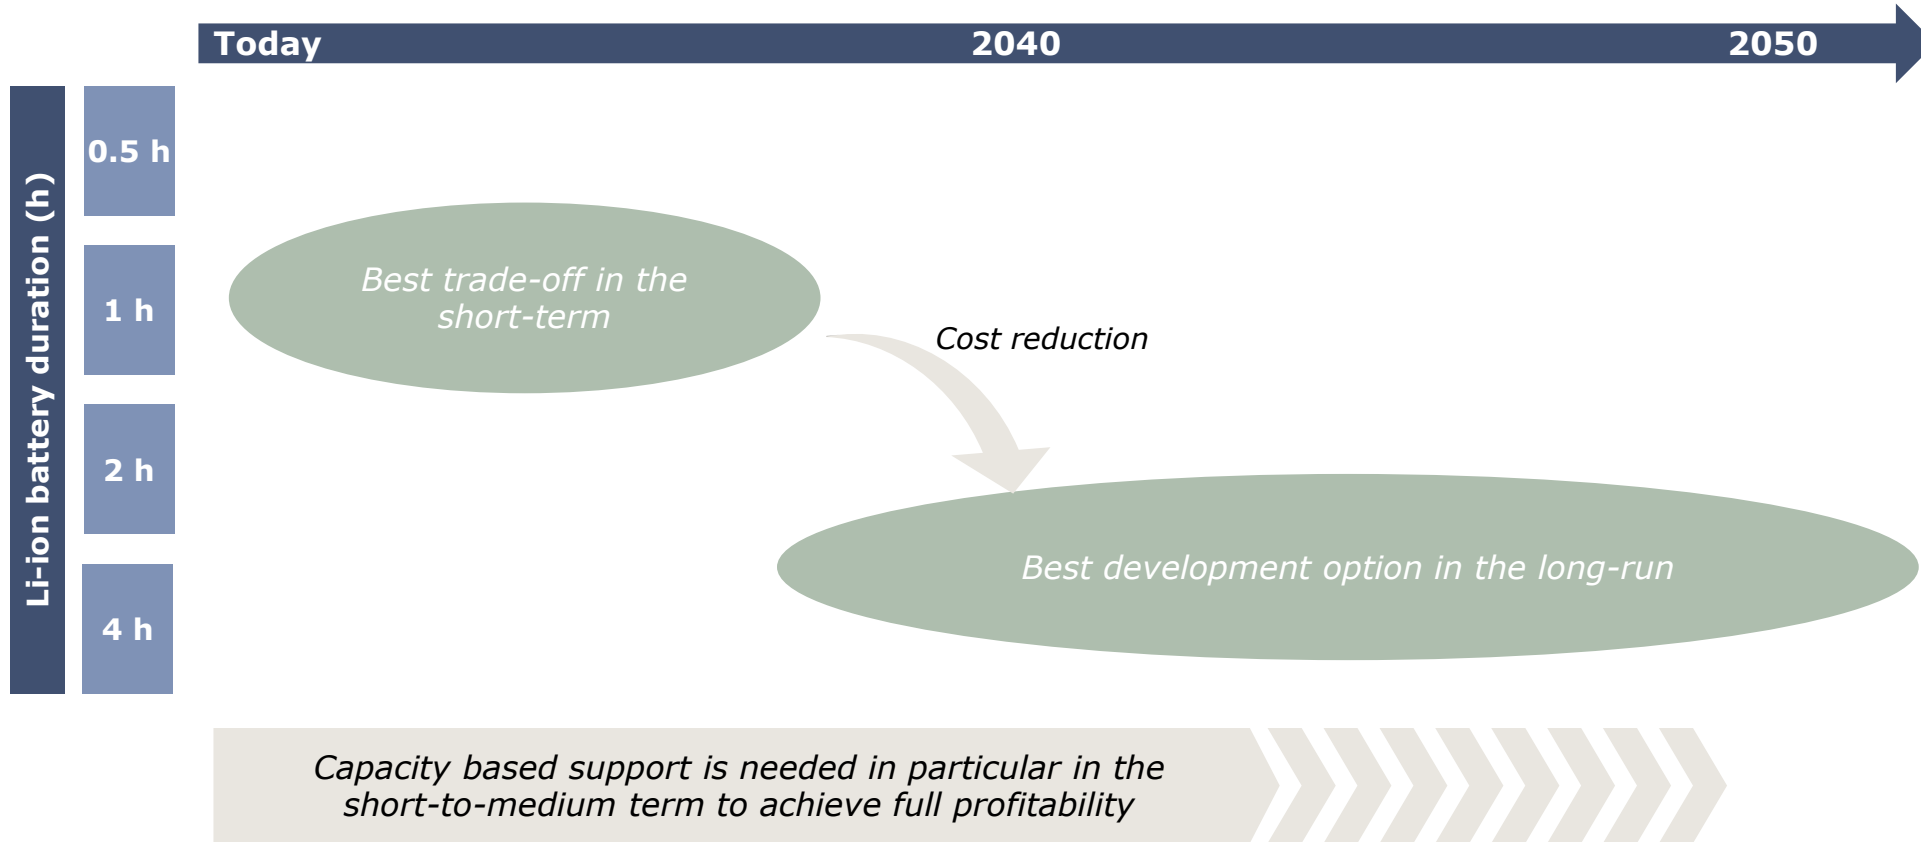 Today
2040
2050
Li-ion battery duration (h)
0.5 h
1 h
2 h
4 h
Best trade-off in the
short-term
Cost reduction
Best development option in the long-run
Capacity based support is needed in particular in the
short-to-medium term to achieve full profitability